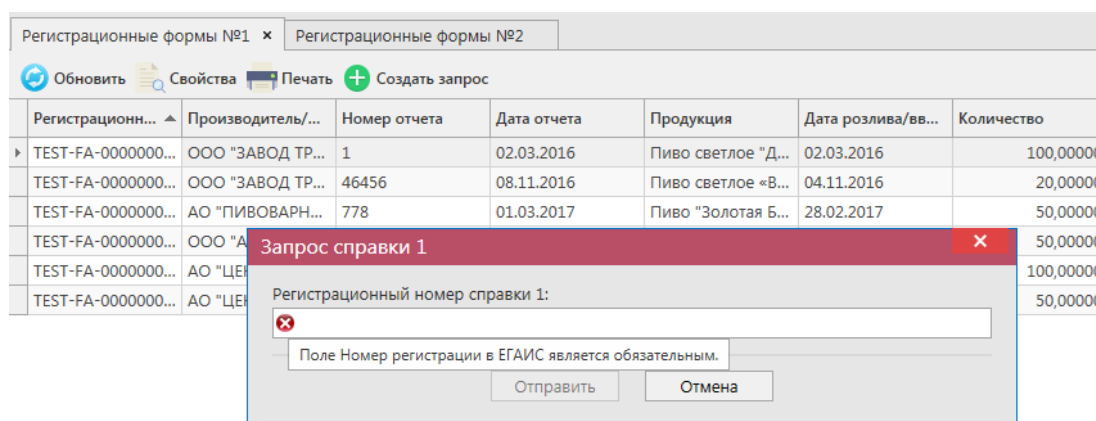 Регистрационные формы №1 × Регистрационные формы №2
Обновить Свойства Печать Создать запрос
Регистрационн... Производитель/... Номер отчета Дата отчета Продукция Дата розлива/вв... Количество
TEST-FA-0000000... ООО "ЗАВОД ТР... 1 02.03.2016 Пиво светлое "Д... 02.03.2016 100,00000
TEST-FA-0000000... ООО "ЗАВОД ТР... 46456 08.11.2016 Пиво светлое «В... 04.11.2016 20,00000
TEST-FA-0000000... АО "ПИВОВАРН... 778 01.03.2017 Пиво "Золотая Б... 28.02.2017 50,00000
TEST-FA-0000000... ООО "А 50,00000
TEST-FA-0000000... АО "ЦЕН 100,00000
TEST-FA-0000000... АО "ЦЕН 50,00000
Запрос справки 1
Регистрационный номер справки 1:
Поле Номер регистрации в ЕГАИС является обязательным.
Отправить Отмена